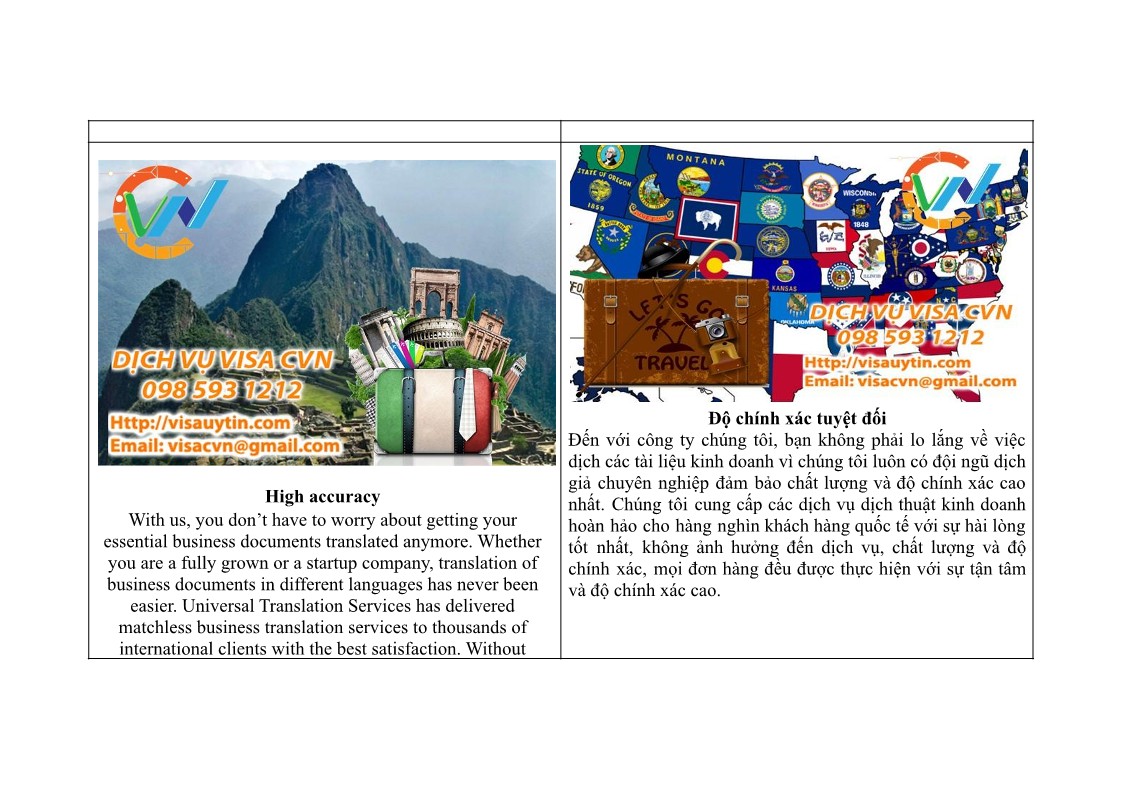 CVN
DỊCH VỤ VISA CVN
098 593 1212
Http://visauytin.com
Email: visacvn@gmail.com
High accuracy
With us, you don’t have to worry about getting your
essential business documents translated anymore. Whether
you are a fully grown or a startup company, translation of
business documents in different languages has never been
easier. Universal Translation Services has delivered
matchless business translation services to thousands of
international clients with the best satisfaction. Without
MONTANA
STATE OF OREGON
1859
WISCONSIN
1848
KANSAS
OKLAHOMA
LET'S GO
TRAVEL
CVN
DỊCH VỤ VISA CVN
098 593 1212
Http://visauytin.com
Email: visacvn@gmail.com
Độ chính xác tuyệt đối
Đến với công ty chúng tôi, bạn không phải lo lắng về việc
dịch các tài liệu kinh doanh vì chúng tôi luôn có đội ngũ dịch
giả chuyên nghiệp đảm bảo chất lượng và độ chính xác cao
nhất. Chúng tôi cung cấp các dịch vụ dịch thuật kinh doanh
hoàn hảo cho hàng nghìn khách hàng quốc tế với sự hài lòng
tốt nhất, không ảnh hưởng đến dịch vụ, chất lượng và độ
chính xác, mọi đơn hàng đều được thực hiện với sự tận tâm
và độ chính xác cao.